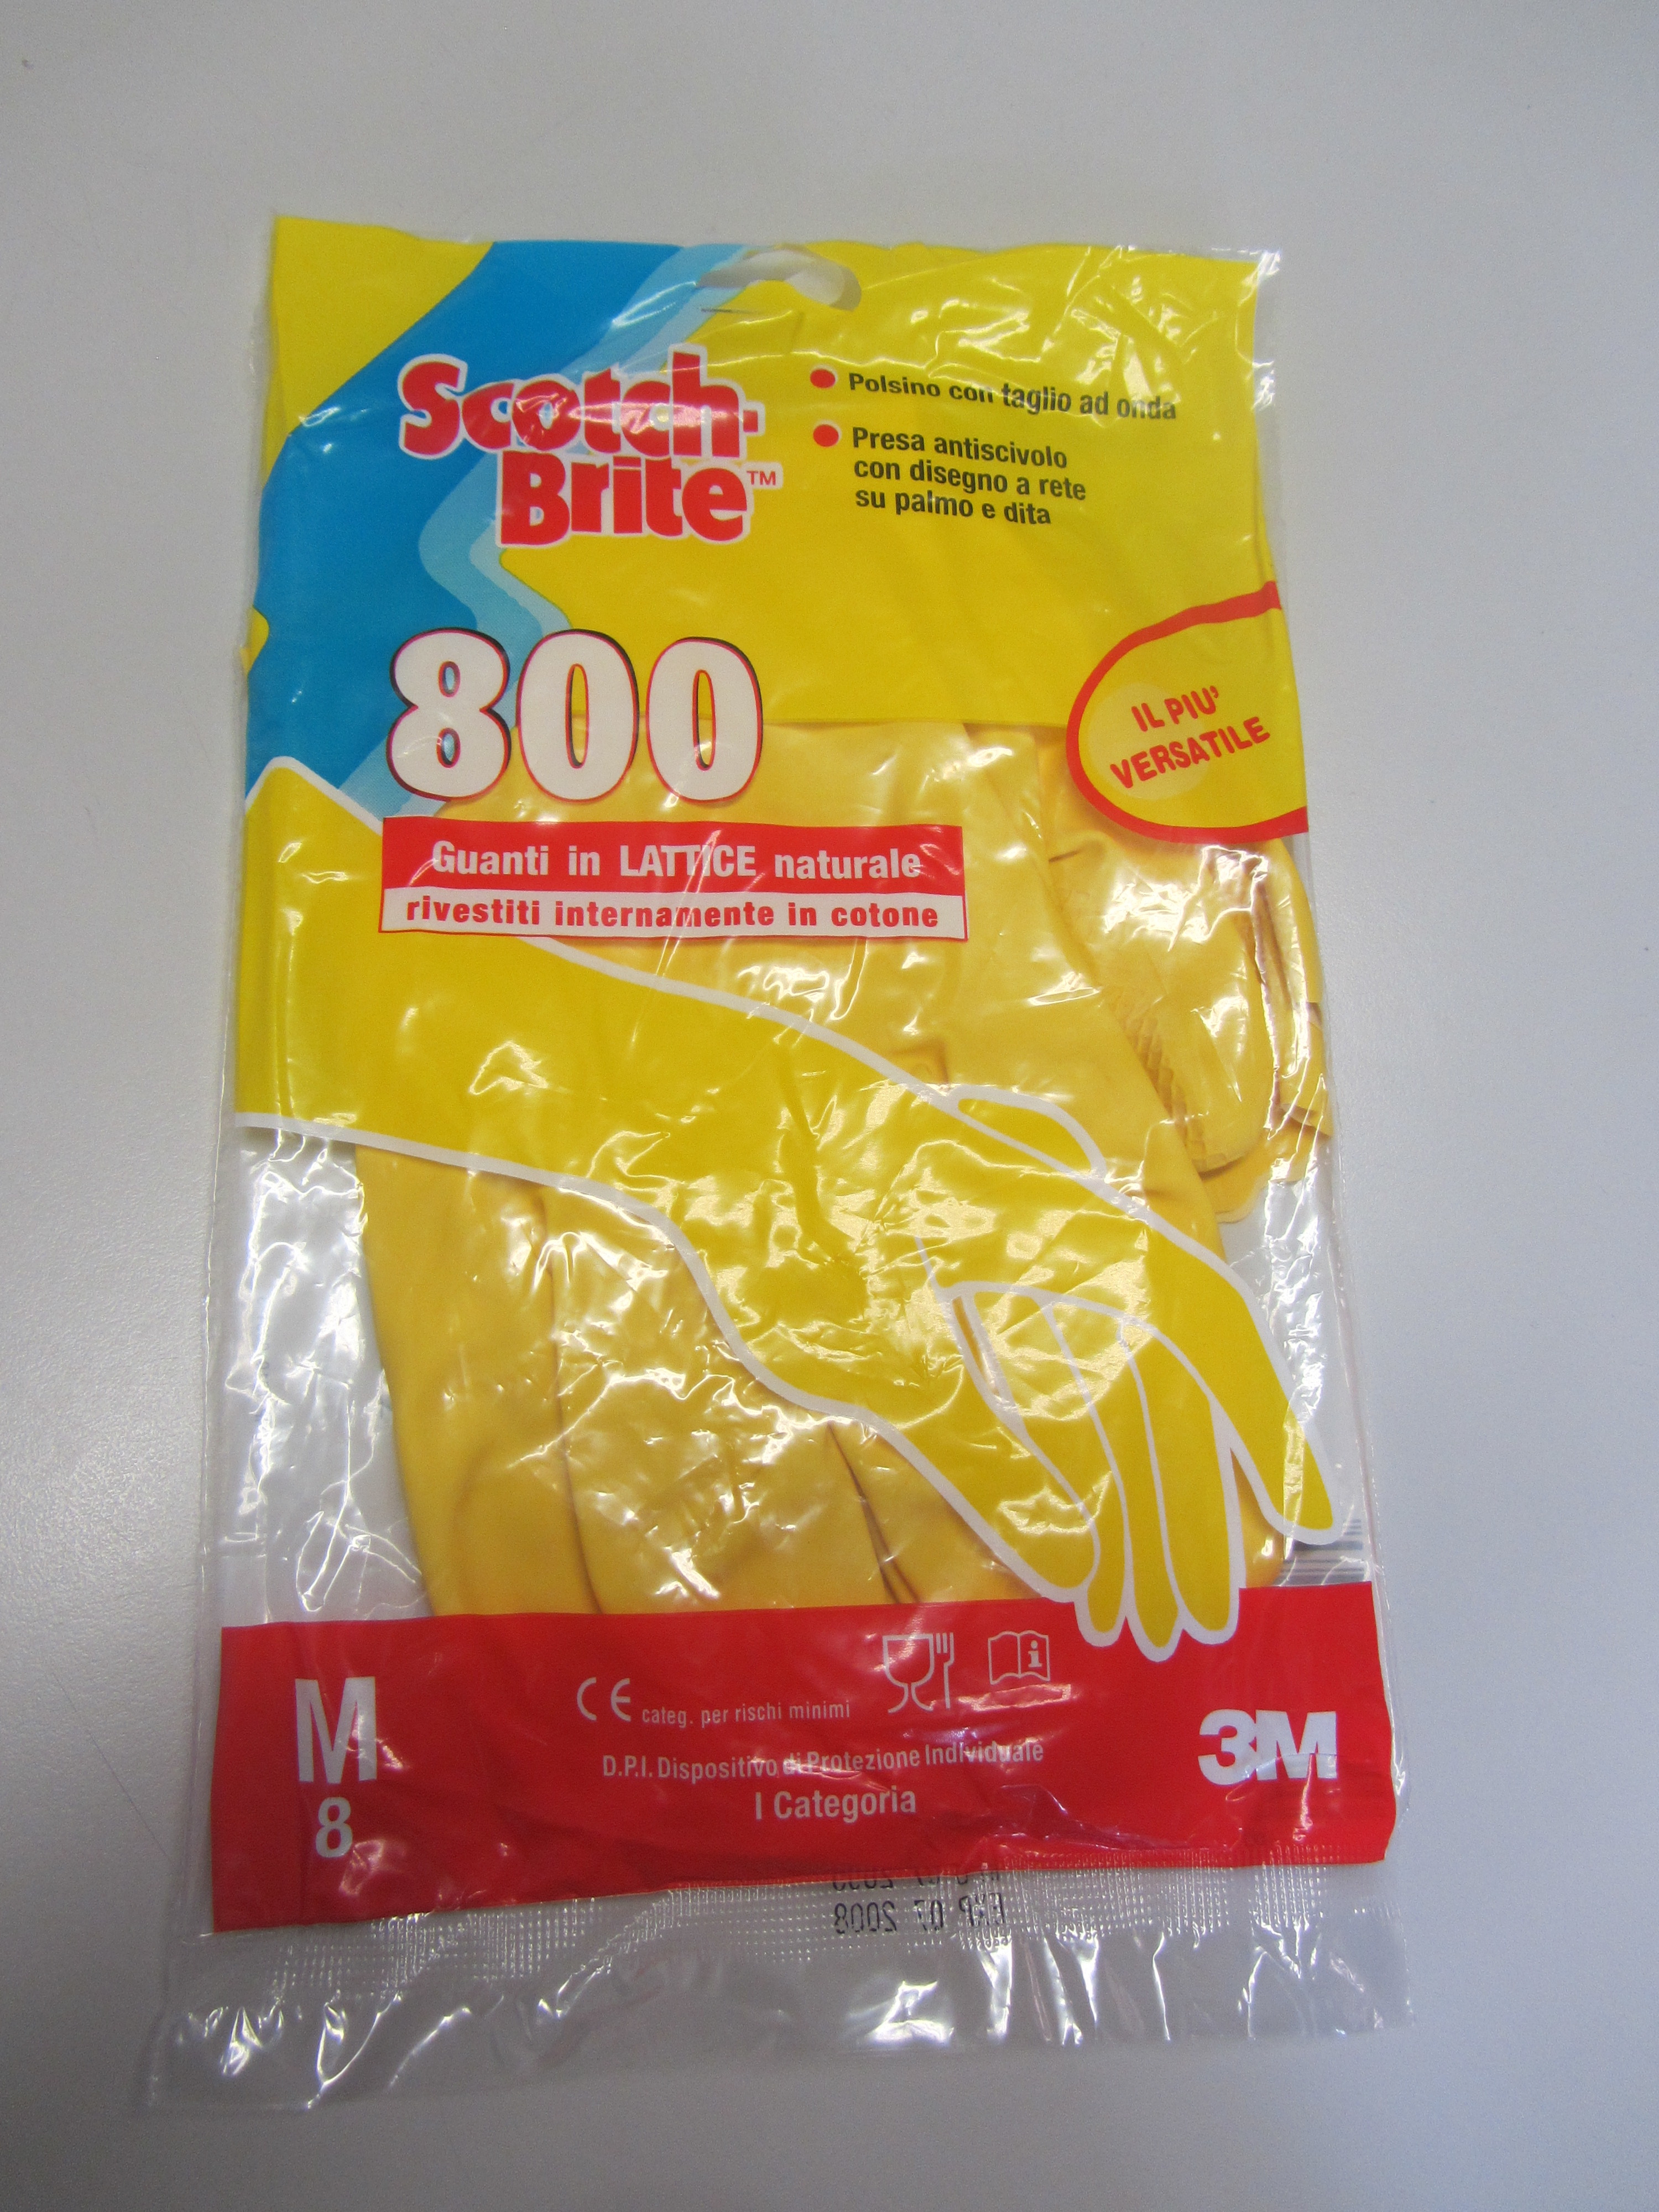 Scotch-
Brite™
Polsino con taglio ad onda
Presa antiscivolo
con disegno a rete
su palmo e dita
800
IL PIU'
VERSATILE
Guanti in LATTICE naturale
rivestiti internamente in cotone
M
8
CE categ. per rischi minimi
i
D.P.I. Dispositivo di Protezione Individuale
I Categoria
3M
EXP 07 2008